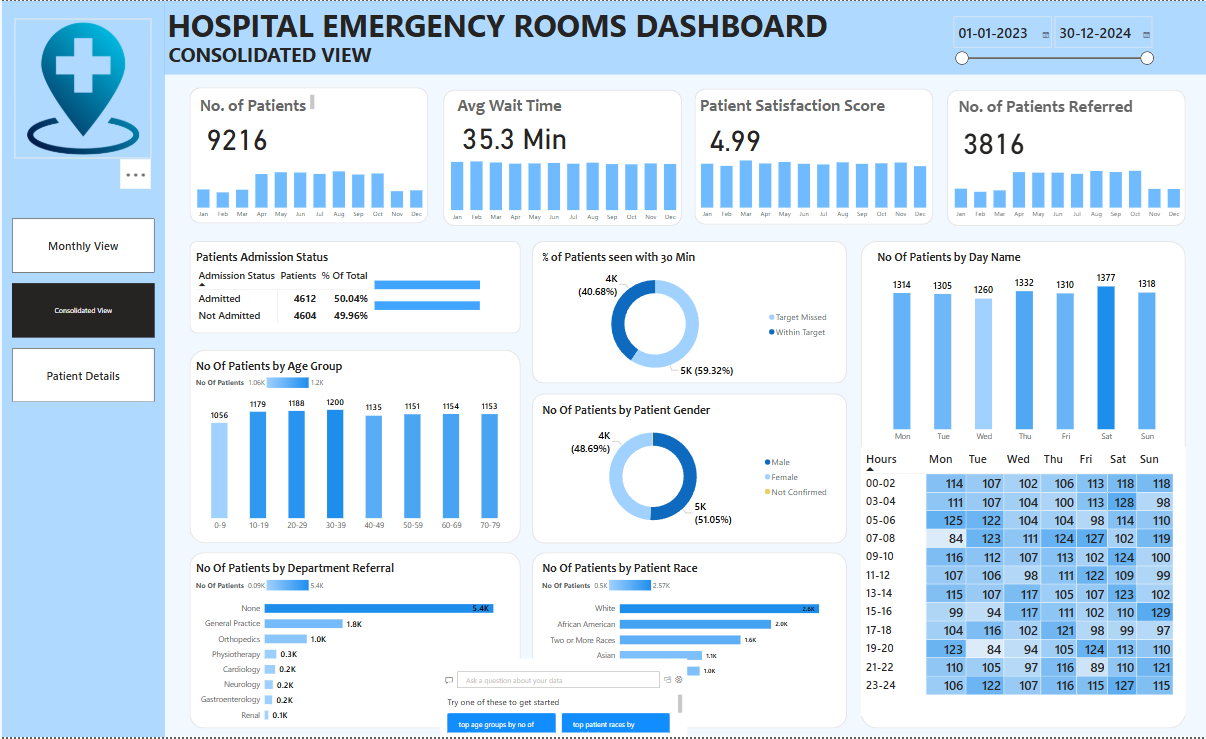 HOSPITAL EMERGENCY ROOMS DASHBOARD
CONSOLIDATED VIEW
01-01-2023 30-12-2024
Monthly View
Consolidated View
Patient Details
No. of Patients
9216
Jan Feb Mar Apr May Jun Jul Aug Sep Oct Nov Dec
Avg Wait Time
35.3 Min
Jan Feb Mar Apr May Jun Jul Aug Sep Oct Nov Dec
Patient Satisfaction Score
4.99
Jan Feb Mar Apr May Jun Jul Aug Sep Oct Nov Dec
No. of Patients Referred
3816
Jan Feb Mar Apr May Jun Jul Aug Sep Oct Nov Dec
Patients Admission Status
Admission Status Patients % Of Total
Admitted 4612 50.04%
Not Admitted 4604 49.96%
% of Patients seen with 30 Min
4K
(40.68%)
5K (59.32%)
Target Missed
Within Target
No Of Patients by Age Group
No Of Patients 1.06K 1.2K
1056 1179 1188 1200 1135 1151 1154 1153
0-9 10-19 20-29 30-39 40-49 50-59 60-69 70-79
No Of Patients by Patient Gender
4K
(48.69%)
5K
(51.05%)
Male
Female
Not Confirmed
No Of Patients by Department Referral
No Of Patients 0.09K 5.4K
None 5.4K
General Practice 1.8K
Orthopedics 1.0K
Physiotherapy 0.3K
Cardiology 0.2K
Neurology 0.2K
Gastroenterology 0.2K
Renal 0.1K
No Of Patients by Patient Race
No Of Patients 0.5K 2.57K
White 2.6K
African American 2.0K
Two or More Races 1.6K
Asian 1.1K
1.0K
Ask a question about your data
Try one of these to get started
top age groups by no of
top patient races by
No Of Patients by Day Name
1314 1305 1260 1332 1310 1377 1318
Mon Tue Wed Thu Fri Sat Sun
Hours Mon Tue Wed Thu Fri Sat Sun
00-02 114 107 102 106 113 118 118
03-04 111 107 104 100 113 128 98
05-06 125 122 104 104 98 114 110
07-08 84 123 111 124 127 102 119
09-10 116 112 107 113 102 124 100
11-12 107 106 98 111 122 109 99
13-14 115 107 117 105 107 123 102
15-16 99 94 117 111 102 110 129
17-18 104 116 102 121 98 99 97
19-20 123 84 94 105 124 113 110
21-22 110 105 97 116 89 110 121
23-24 106 122 107 116 115 127 115